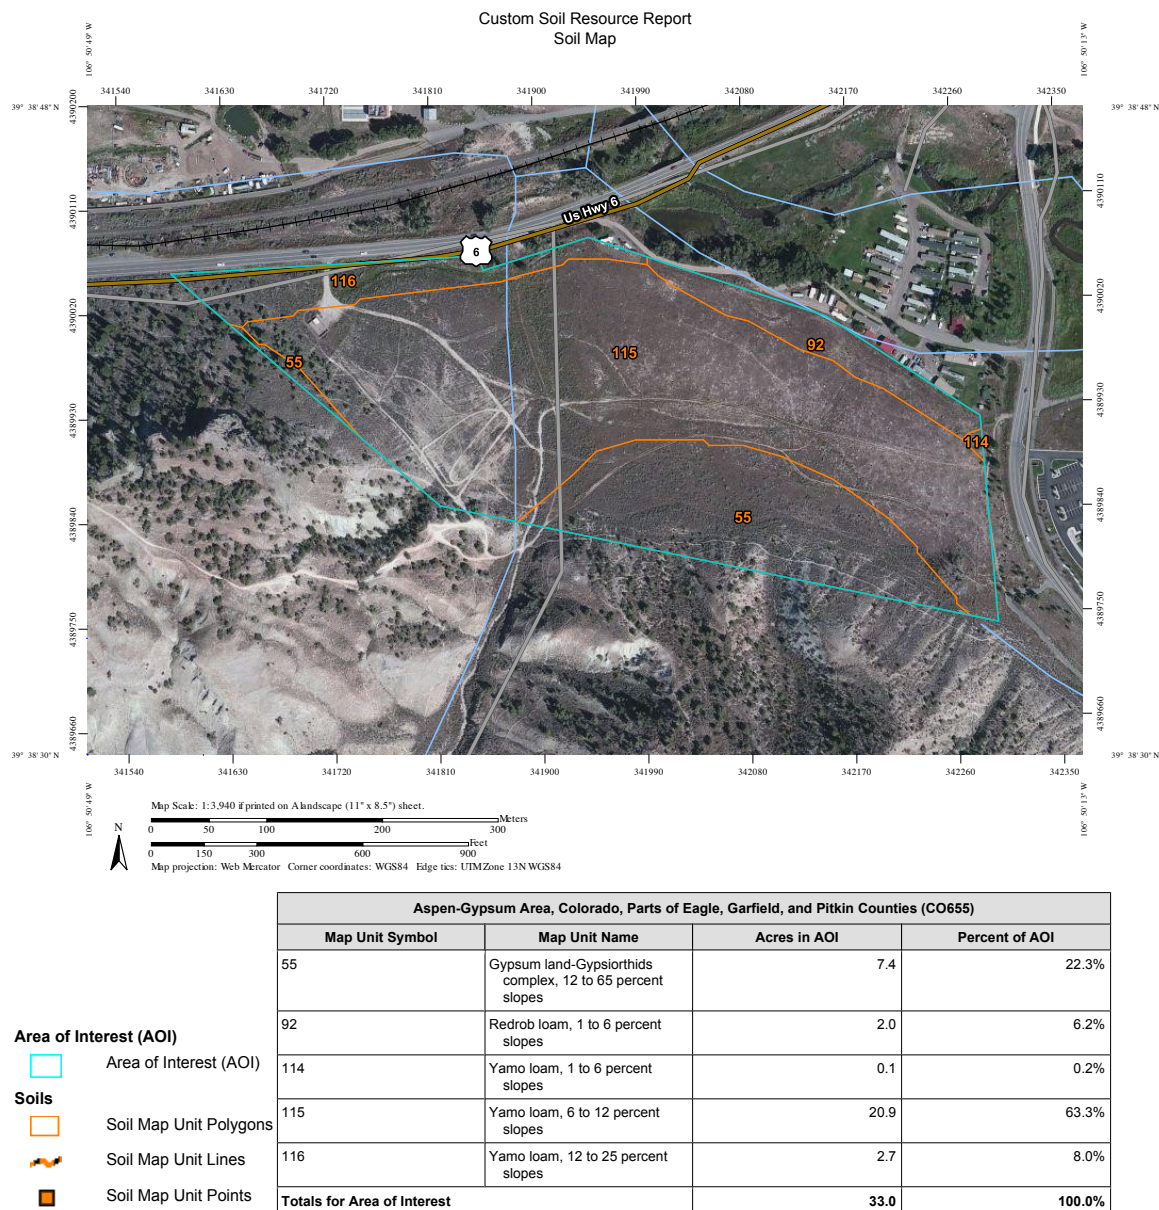 Custom Soil Resource Report
Soil Map
106° 50' 49" W
106° 50' 13" W
39° 38' 48" N
39° 38' 48" N
341540 341630 341720 341810 341900 341990 342080 342170 342260 342350
4390200
4390110
4390020
4389930
4389840
4389750
4389660
4390110
4390020
4389930
4389840
4389750
4389660
Us Hwy 6
6
116
55
115
92
114
55
39° 38' 30" N
39° 38' 30" N
341540 341630 341720 341810 341900 341990 342080 342170 342260 342350
106° 50' 49" W
106° 50' 13" W
Map Scale: 1:3,940 if printed on A landscape (11" x 8.5") sheet.
N
Meters
0 50 100 200 300
Feet
0 150 300 600 900
Map projection: Web Mercator Corner coordinates: WGS84 Edge tics: UTM Zone 13N WGS84
Aspen-Gypsum Area, Colorado, Parts of Eagle, Garfield, and Pitkin Counties (CO655)
Map Unit Symbol Map Unit Name Acres in AOI Percent of AOI
55 Gypsum land-Gypsiorthids 7.4 22.3%
complex, 12 to 65 percent
slopes
92 Redrob loam, 1 to 6 percent 2.0 6.2%
slopes
114 Yamo loam, 1 to 6 percent 0.1 0.2%
slopes
115 Yamo loam, 6 to 12 percent 20.9 63.3%
slopes
116 Yamo loam, 12 to 25 percent 2.7 8.0%
slopes
Totals for Area of Interest 33.0 100.0%
Area of Interest (AOI)
Area of Interest (AOI)
Soils
Soil Map Unit Polygons
Soil Map Unit Lines
Soil Map Unit Points